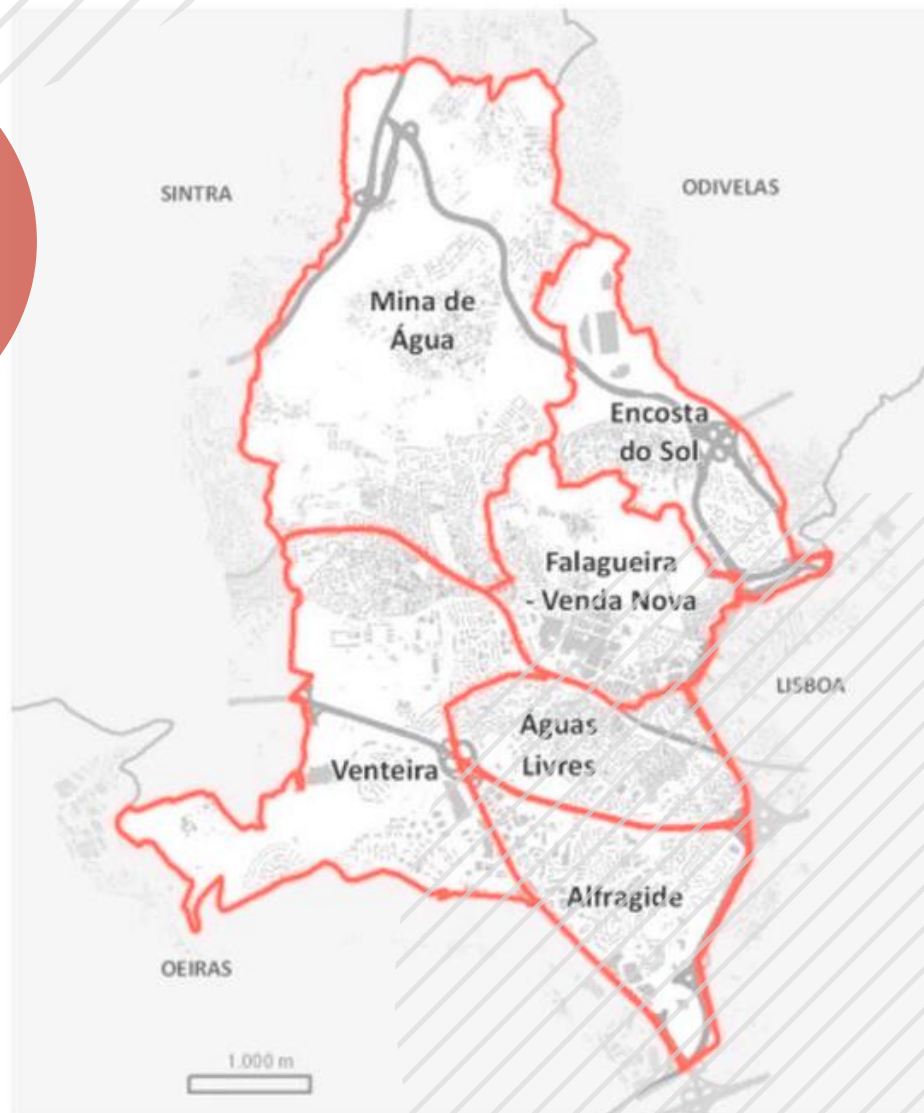 SINTRA
ODIVELAS
Mina de
Água
Encosta
do Sol
Falagueira
- Venda Nova
LISBOA
Águas
Livres
Venteira
Alfragide
OEIRAS
1.000 m